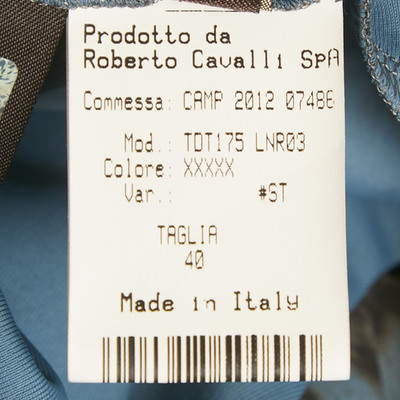 Prodotto da
Roberto Cavalli SpA
Commessa: CAMP 2012 07486
Mod.: TDT175 LNR03
Colore: XXXXX
Var.: #ST
TAGLIA
40
Made in Italy